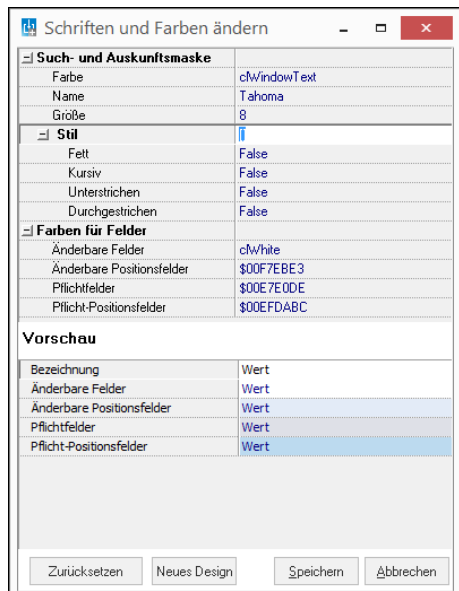 Schriften und Farben ändern
Such- und Auskunftsmaske
Farbe clWindowText
Name Tahoma
Größe 8
Stil []
Fett False
Kursiv False
Unterstrichen False
Durchgestrichen False
Farben für Felder
Änderbare Felder clWhite
Änderbare Positionsfelder $00F7EBE3
Pflichtfelder $00E7E0DE
Pflicht-Positionsfelder $00EFDABC
Vorschau
Bezeichnung Wert
Änderbare Felder Wert
Änderbare Positionsfelder Wert
Pflichtfelder Wert
Pflicht-Positionsfelder Wert
Zurücksetzen Neues Design Speichern Abbrechen